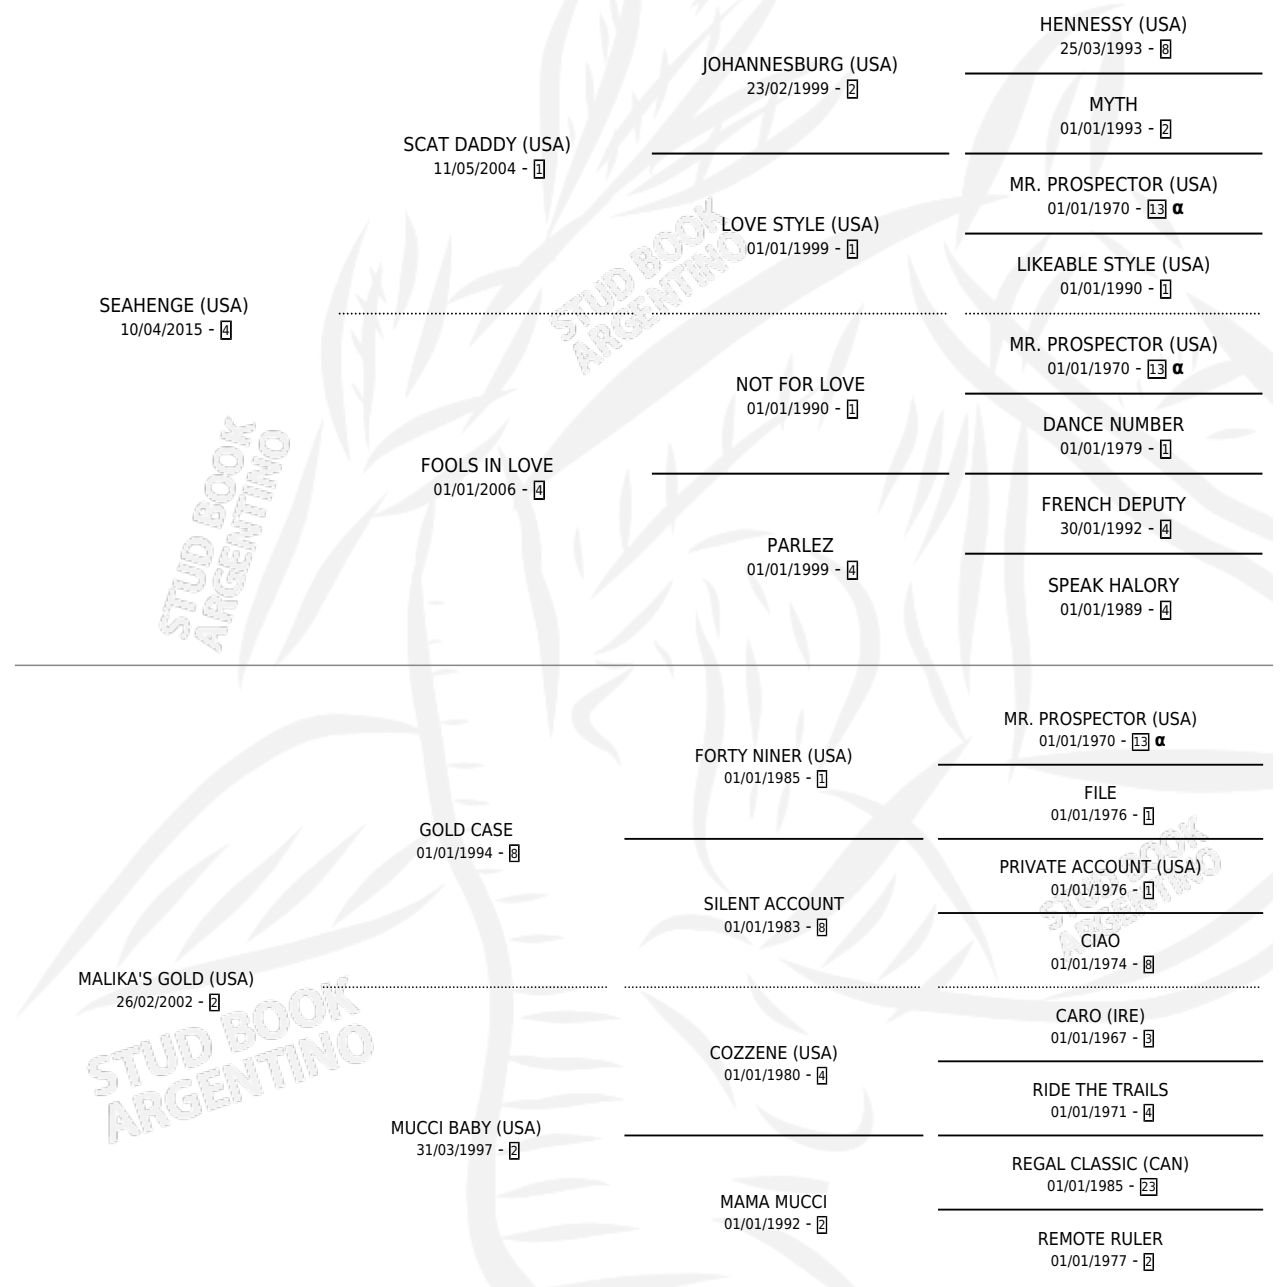 HENNESSY (USA)
25/03/1993 - 8
JOHANNESBURG (USA)
23/02/1999 - 2
MYTH
01/01/1993 - 2
SCAT DADDY (USA)
11/05/2004 - 1
MR. PROSPECTOR (USA)
01/01/1970 - 13 α
LOVE STYLE (USA)
01/01/1999 - 1
LIKEABLE STYLE (USA)
01/01/1990 - 1
STUD BOOK
ARGENTINO
SEAHENGE (USA)
10/04/2015 - 4
MR. PROSPECTOR (USA)
01/01/1970 - 13 α
NOT FOR LOVE
01/01/1990 - 1
DANCE NUMBER
01/01/1979 - 1
FOOLS IN LOVE
01/01/2006 - 4
FRENCH DEPUTY
30/01/1992 - 4
PARLEZ
01/01/1999 - 4
SPEAK HALORY
01/01/1989 - 4
STUD BOOK
ARGENTINO
MR. PROSPECTOR (USA)
01/01/1970 - 13 α
FORTY NINER (USA)
01/01/1985 - 1
FILE
01/01/1976 - 1
GOLD CASE
01/01/1994 - 8
PRIVATE ACCOUNT (USA)
01/01/1976 - 1
SILENT ACCOUNT
01/01/1983 - 8
CIAO
01/01/1974 - 8
STUD BOOK
ARGENTINO
MALIKA'S GOLD (USA)
26/02/2002 - 2
CARO (IRE)
01/01/1967 - 3
COZZENE (USA)
01/01/1980 - 4
RIDE THE TRAILS
01/01/1971 - 4
STUD BOOK
ARGENTINO
MUCCI BABY (USA)
31/03/1997 - 2
REGAL CLASSIC (CAN)
01/01/1985 - 23
MAMA MUCCI
01/01/1992 - 2
REMOTE RULER
01/01/1977 - 2